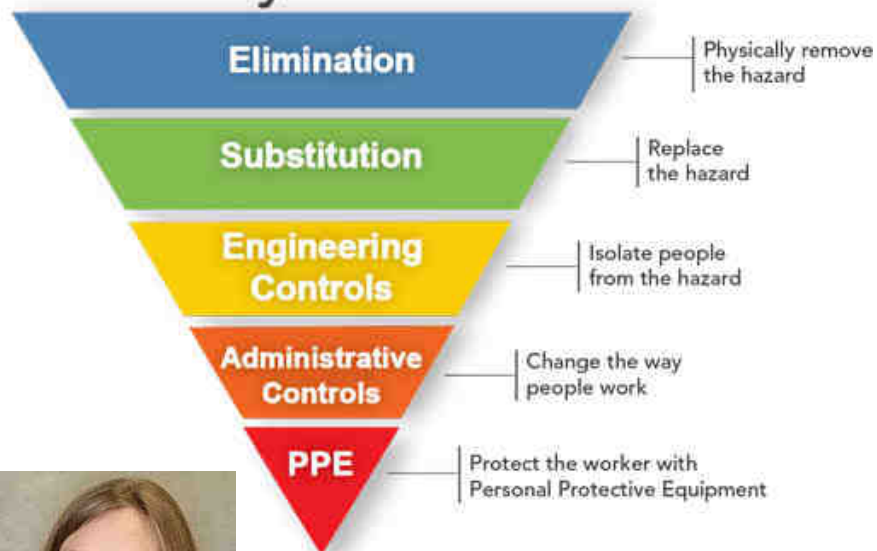 Elimination
Physically remove
the hazard
Substitution
Replace
the hazard
Engineering
Controls
Isolate people
from the hazard
Administrative
Controls
Change the way
people work
PPE
Protect the worker with
Personal Protective Equipment